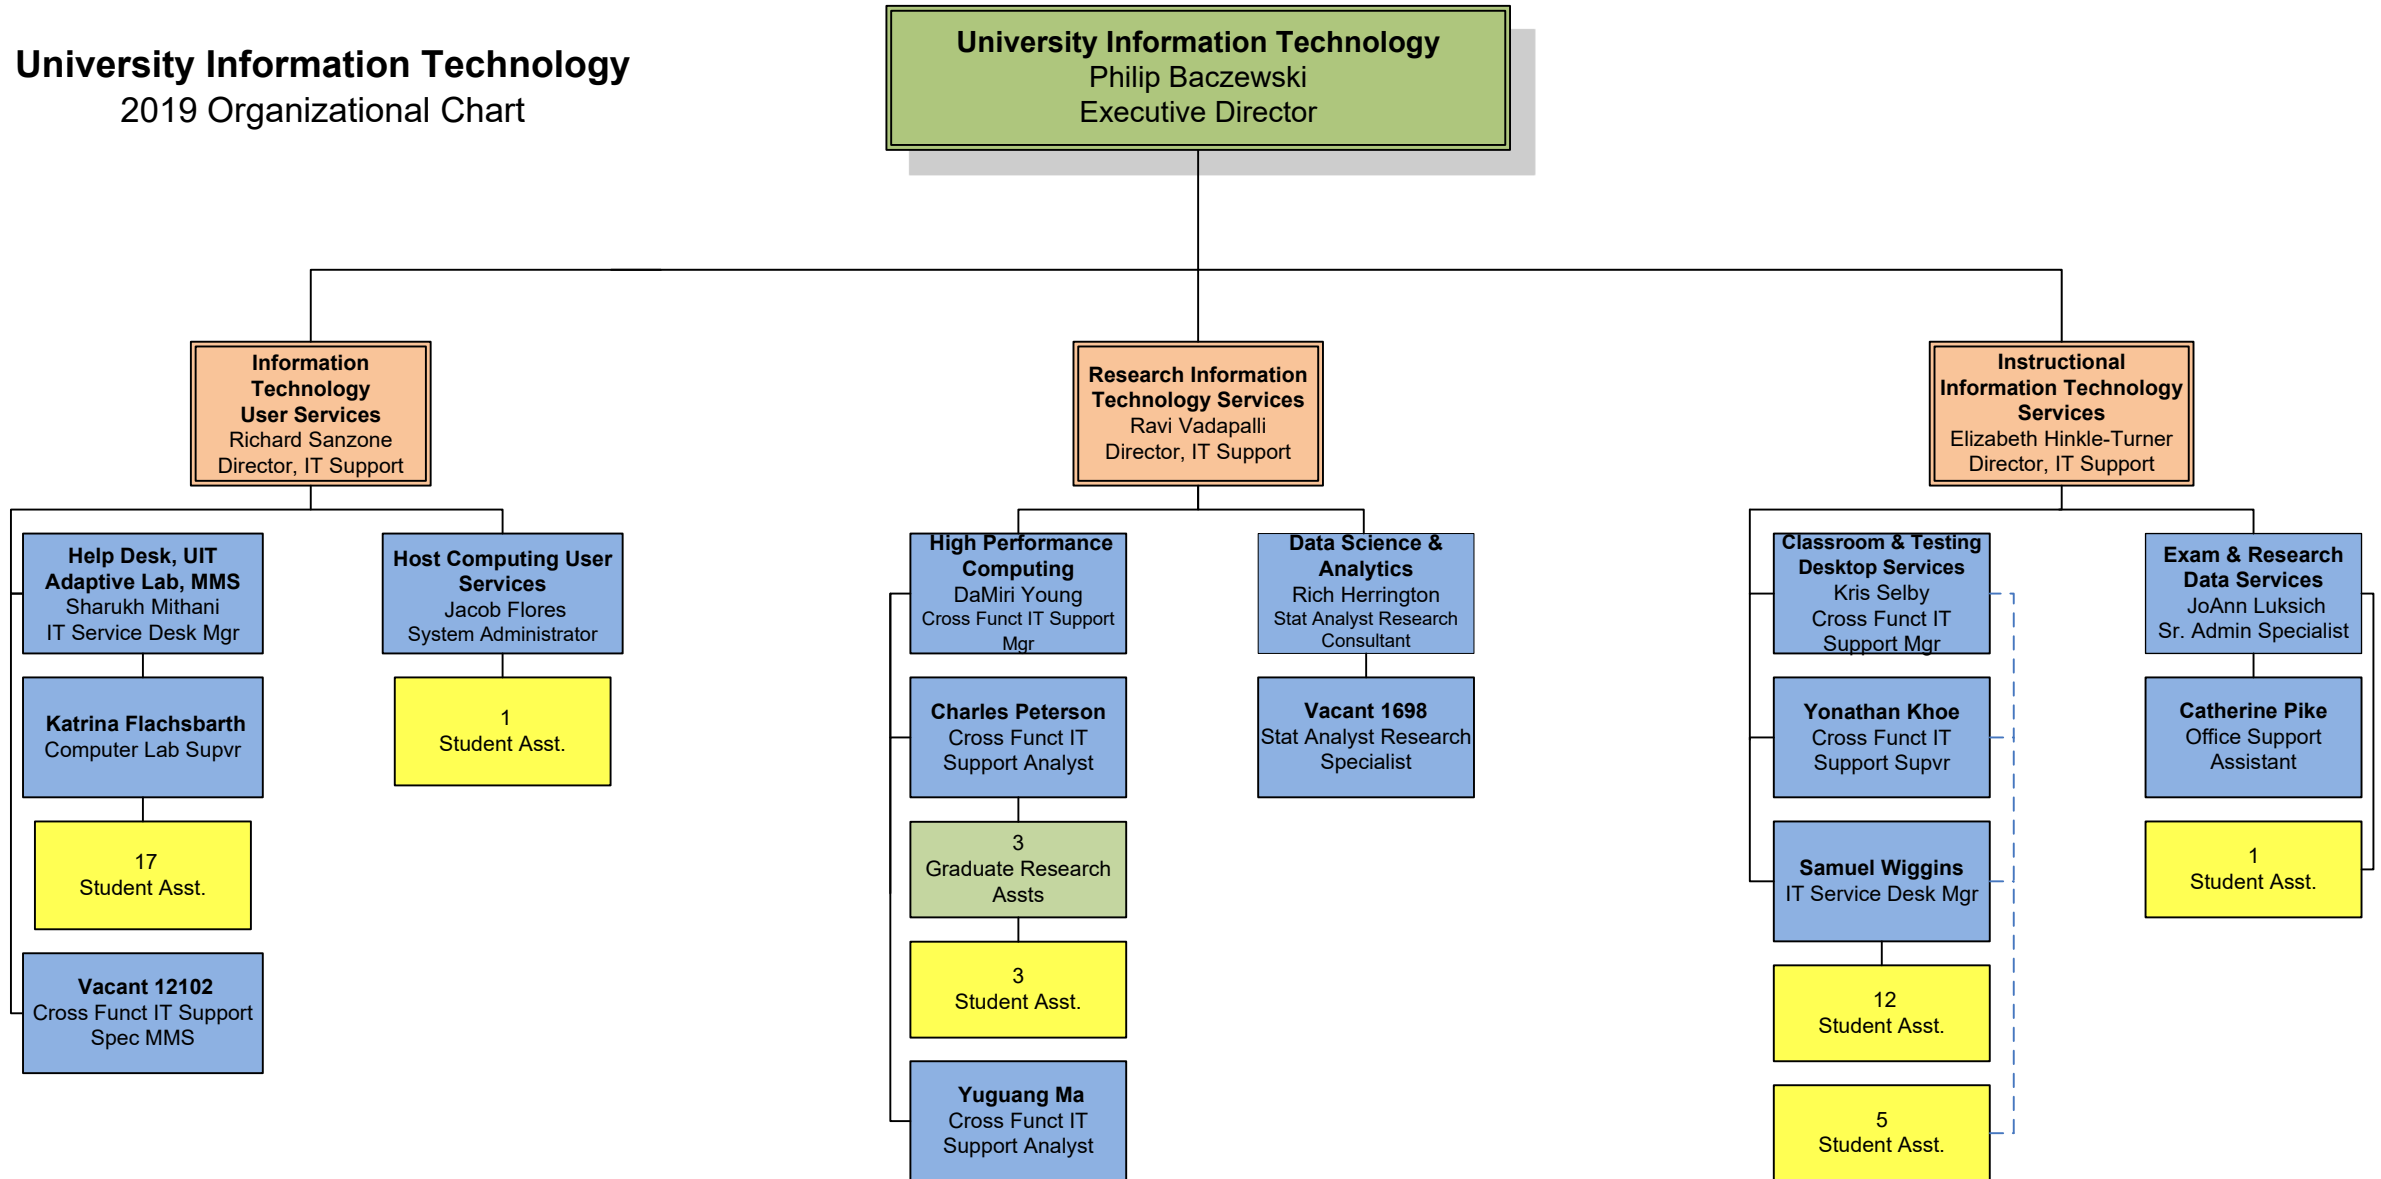 University Information Technology
2019 Organizational Chart
University Information Technology
Philip Baczewski
Executive Director
Information
Technology
User Services
Richard Sanzone
Director, IT Support
Research Information
Technology Services
Ravi Vadapalli
Director, IT Support
Instructional
Information Technology
Services
Elizabeth Hinkle-Turner
Director, IT Support
Help Desk, UIT
Adaptive Lab, MMS
Sharukh Mithani
IT Service Desk Mgr
Host Computing User
Services
Jacob Flores
System Administrator
High Performance
Computing
DaMiri Young
Cross Funct IT Support
Mgr
Data Science &
Analytics
Rich Herrington
Stat Analyst Research
Consultant
Classroom & Testing
Desktop Services
Kris Selby
Cross Funct IT
Support Mgr
Exam & Research
Data Services
JoAnn Luksich
Sr. Admin Specialist
Katrina Flachsbarth
Computer Lab Supvr
1
Student Asst.
Charles Peterson
Cross Funct IT
Support Analyst
Vacant 1698
Stat Analyst Research
Specialist
Yonathan Khoe
Cross Funct IT
Support Supvr
Catherine Pike
Office Support
Assistant
17
Student Asst.
3
Graduate Research
Assts
Samuel Wiggins
IT Service Desk Mgr
1
Student Asst.
Vacant 12102
Cross Funct IT Support
Spec MMS
3
Student Asst.
12
Student Asst.
Yuguang Ma
Cross Funct IT
Support Analyst
5
Student Asst.